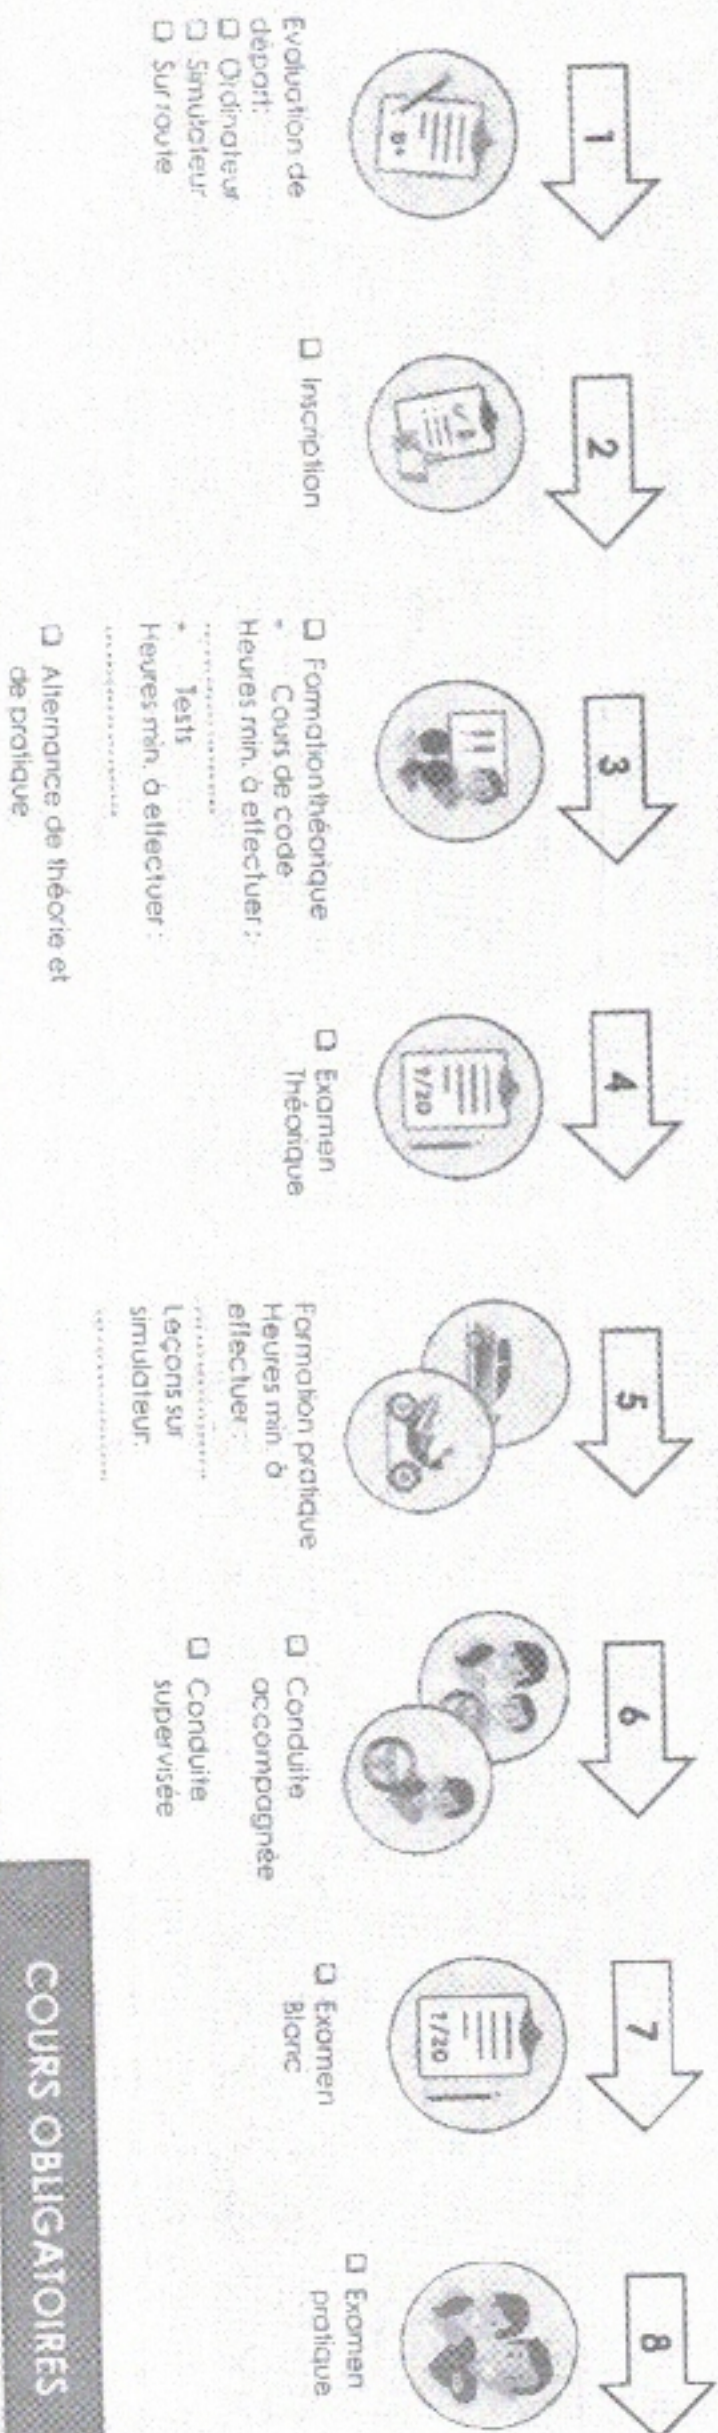 1
Evaluation de
départ:
❑ Ordinateur
❑ Simulateur
❑ Sur route
2
❑ Inscription
3
❑ Formation théorique
• Cours de code
Heures min. à effectuer :
....................
• Tests
Heures min. à effectuer :
....................
❑ Alternance de théorie et
de pratique
4
?/20
❑ Examen
Théorique
5
Formation pratique
Heures min. à
effectuer :
....................
Leçons sur
simulateur.
....................
6
❑ Conduite
accompagnée
❑ Conduite
supervisée
7
?/20
❑ Examen
Blanc
8
❑ Examen
pratique
COURS OBLIGATOIRES